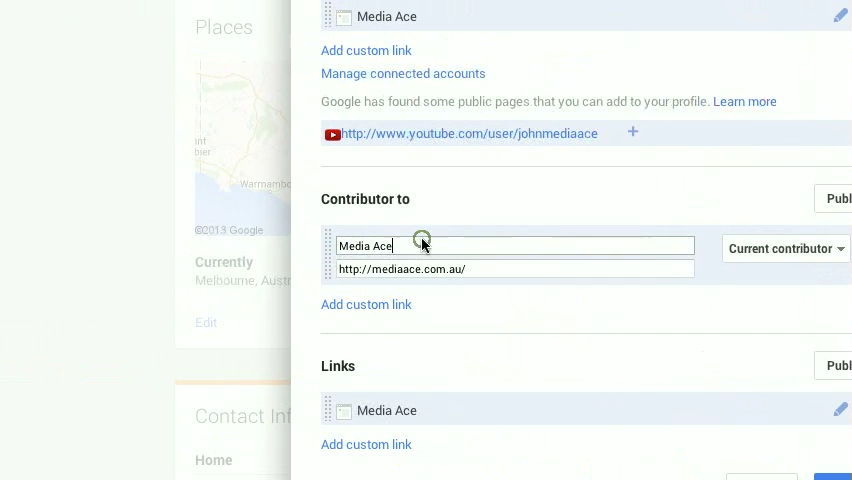 Places
nt
bier
Warrnamb
©2013 Google
Currently
Melbourne, Austr
Edit
Contact Inf
Home
Media Ace
Add custom link
Manage connected accounts
Google has found some public pages that you can add to your profile. Learn more
http://www.youtube.com/user/johnmediaace +
Contributor to
Publ
Media Ace
Current contributor
http://mediaace.com.au/
Add custom link
Links
Publ
Media Ace
Add custom link